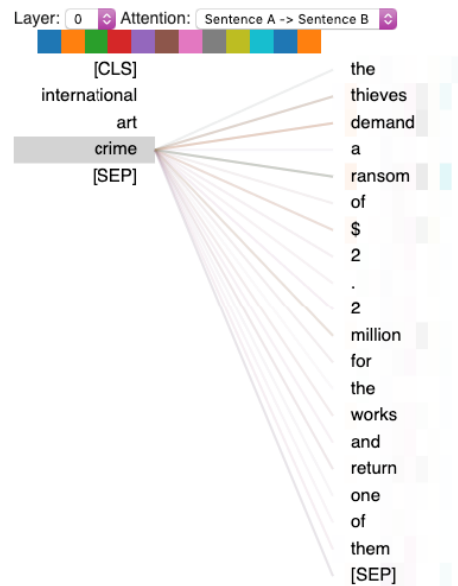 Layer: 0 Attention: Sentence A -> Sentence B
[CLS]
international
art
crime
[SEP]
the
thieves
demand
a
ransom
of
$
2
.
2
million
for
the
works
and
return
one
of
them
[SEP]